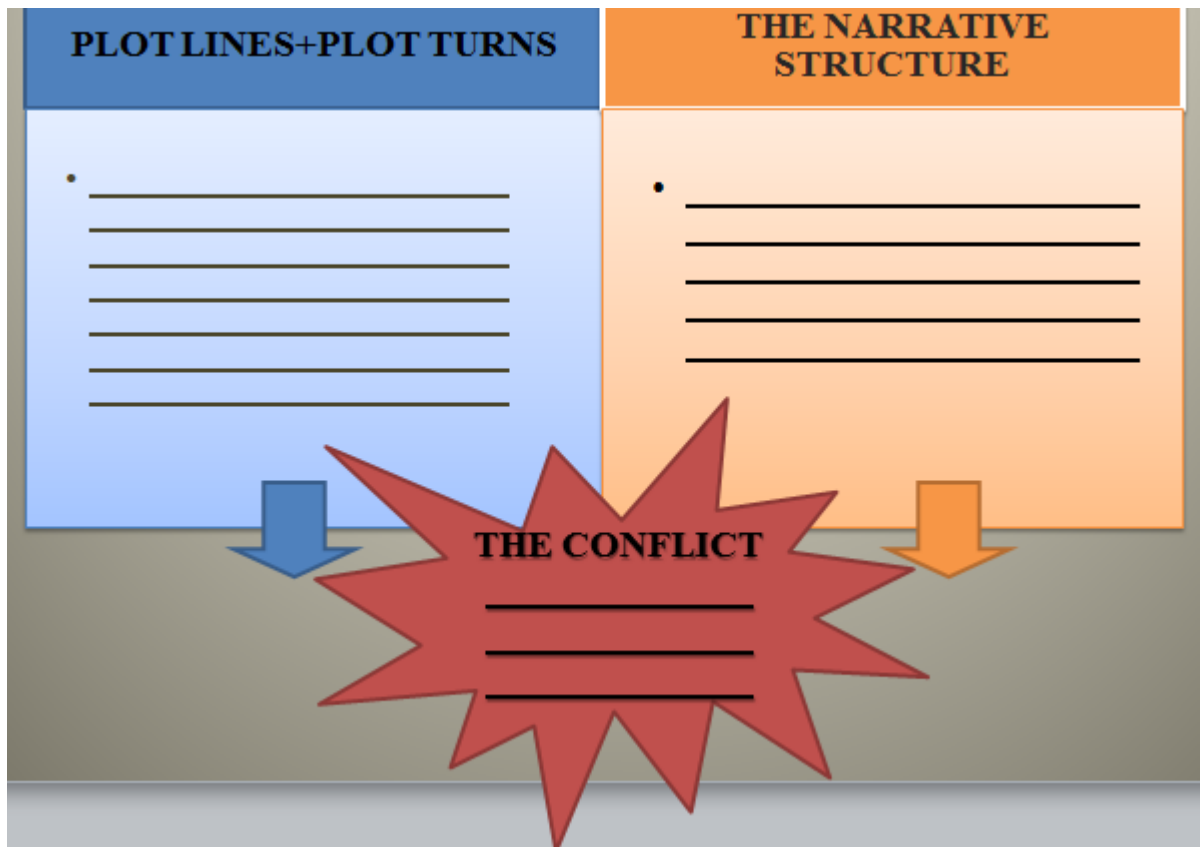 PLOT LINES+PLOT TURNS
THE NARRATIVE
STRUCTURE
•
•
THE CONFLICT